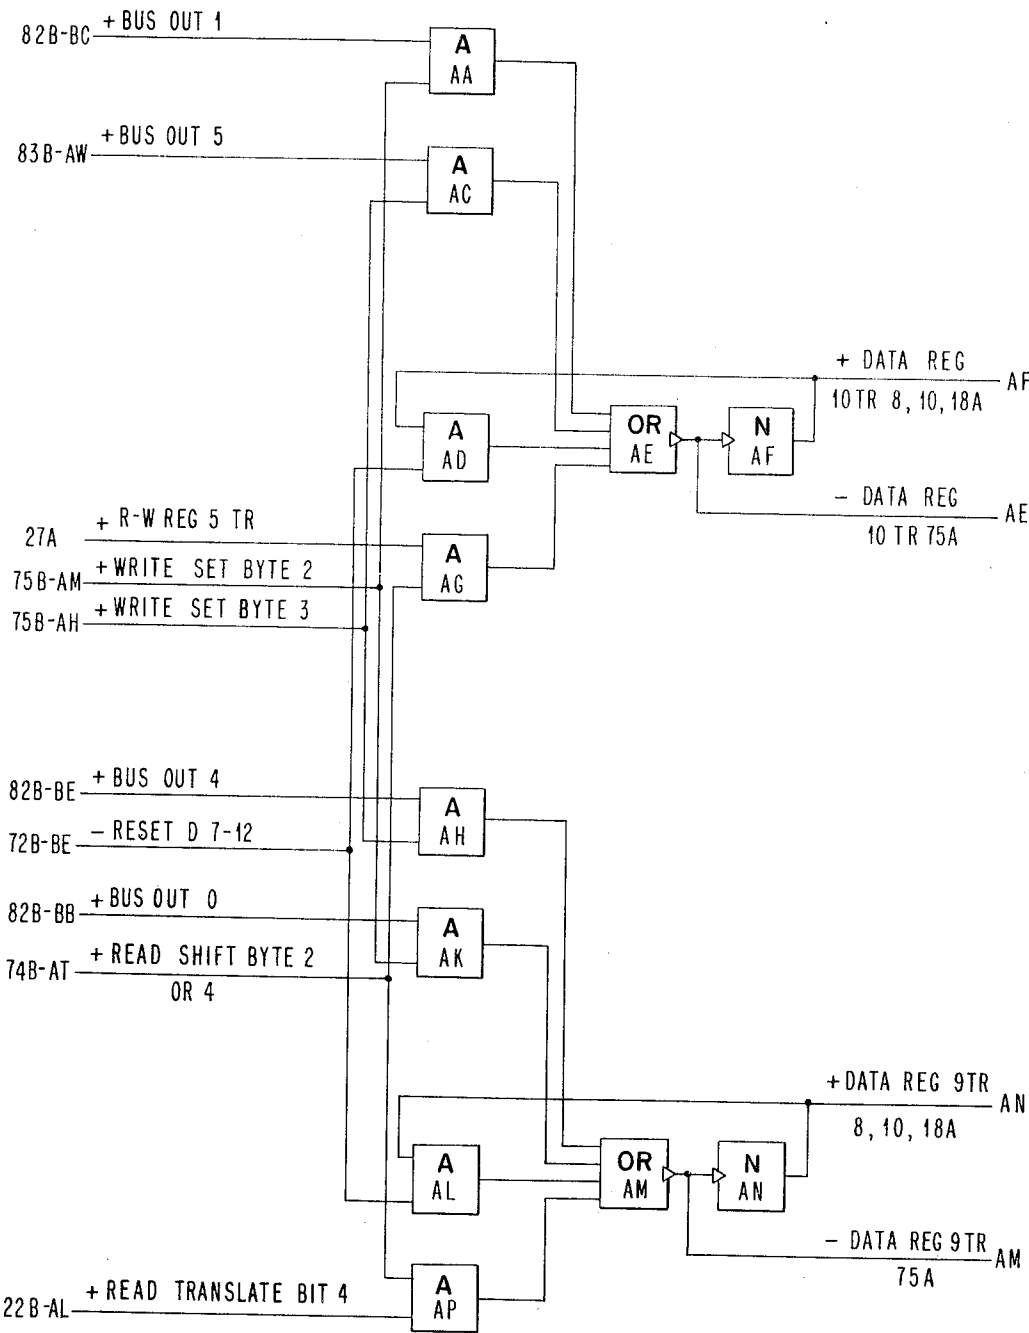 + BUS OUT 1
82B-BC
A
AA
+ BUS OUT 5
83B-AW
A
AC
+ DATA REG
AF
10 TR 8, 10, 18A
A
AD
OR
AE
N
AF
- DATA REG
AE
10 TR 75A
+ R-W REG 5 TR
27A
A
AG
+ WRITE SET BYTE 2
75B-AM
+ WRITE SET BYTE 3
75B-AH
+ BUS OUT 4
82B-BE
A
AH
- RESET D 7-12
72B-BE
+ BUS OUT 0
82B-BB
A
AK
+ READ SHIFT BYTE 2
74B-AT
OR 4
+ DATA REG 9TR
AN
8, 10, 18A
A
AL
OR
AM
N
AN
- DATA REG 9TR
AM
75A
+ READ TRANSLATE BIT 4
22B-AL
A
AP